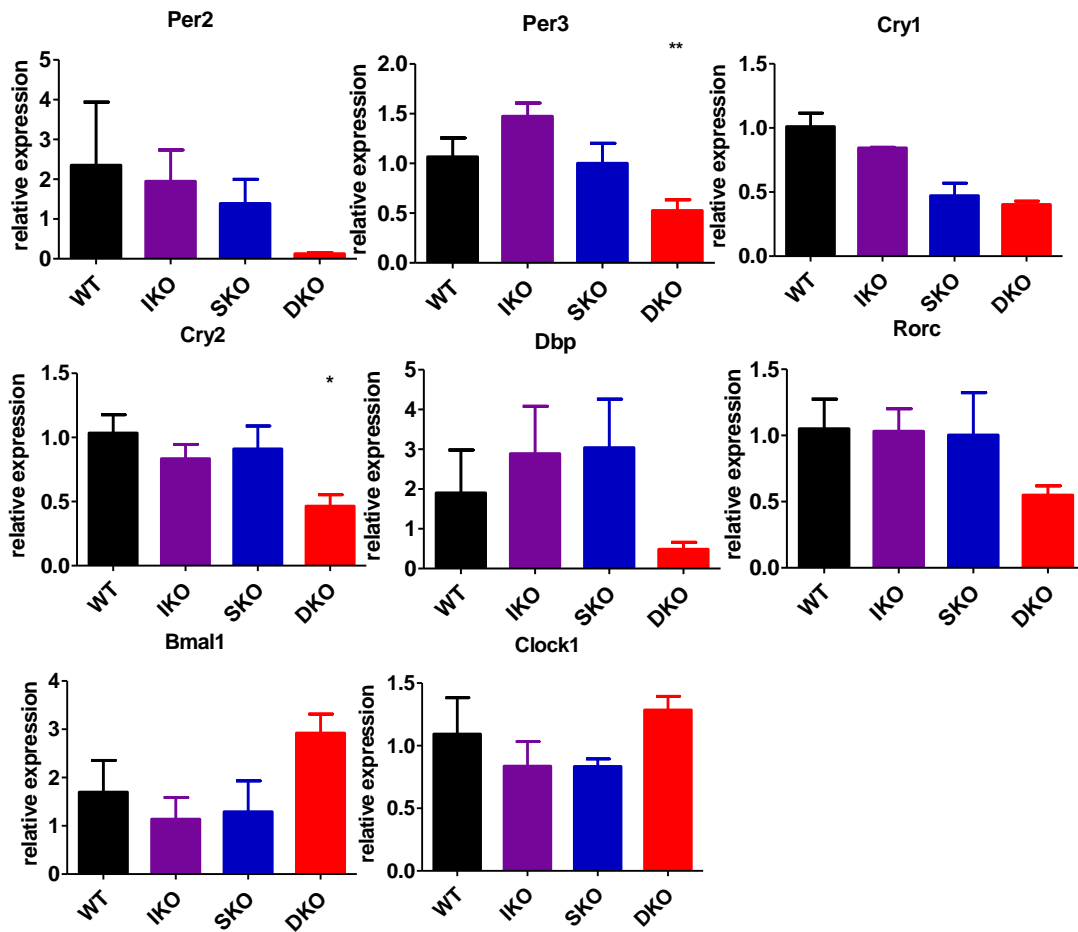 Per2
relative expression
5
4
3
2
1
0
WT
IKO
SKO
DKO
Per3
**
relative expression
2.0
1.5
1.0
0.5
0.0
WT
IKO
SKO
DKO
Cry1
relative expression
1.5
1.0
0.5
0.0
WT
IKO
SKO
DKO
Cry2
*
relative expression
1.5
1.0
0.5
0.0
WT
IKO
SKO
DKO
Dbp
relative expression
5
4
3
2
1
0
WT
IKO
SKO
DKO
Rorc
relative expression
1.5
1.0
0.5
0.0
WT
IKO
SKO
DKO
Bmal1
relative expression
4
3
2
1
0
WT
IKO
SKO
DKO
Clock1
relative expression
1.5
1.0
0.5
0.0
WT
IKO
SKO
DKO